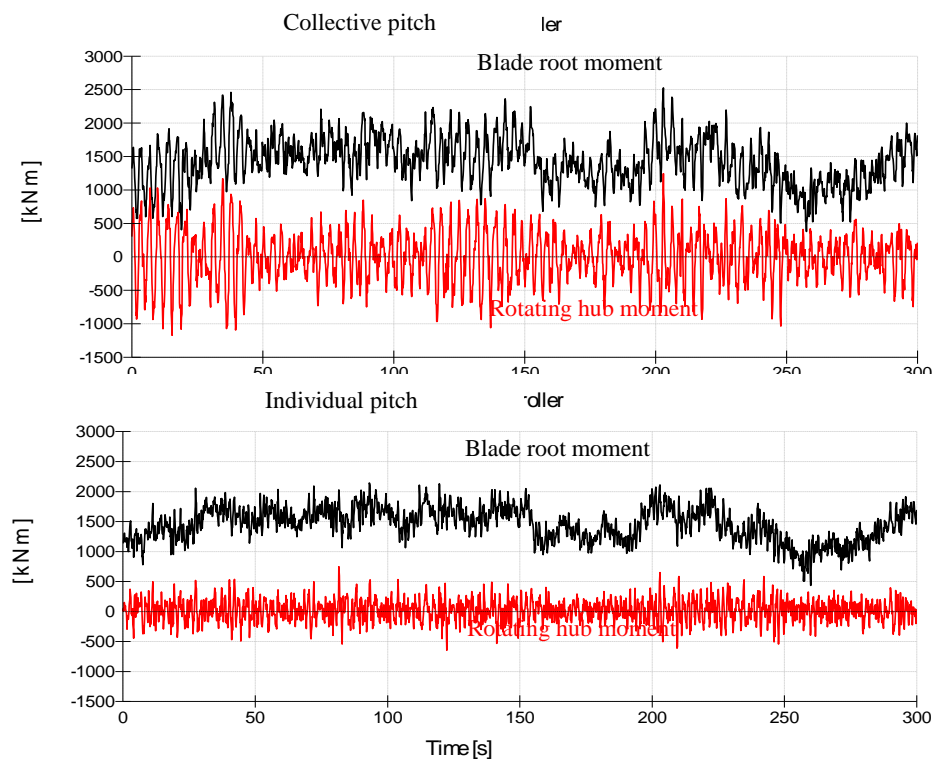 Collective pitch ler
Blade root moment
3000
2500
2000
1500
1000
500
0
-500
-1000
-1500
[kNm]
Rotating hub moment
0 50 100 150 200 250 300
Individual pitch roller
Blade root moment
3000
2500
2000
1500
1000
500
0
-500
-1000
-1500
[kNm]
Rotating hub moment
0 50 100 150 200 250 300
Time [s]